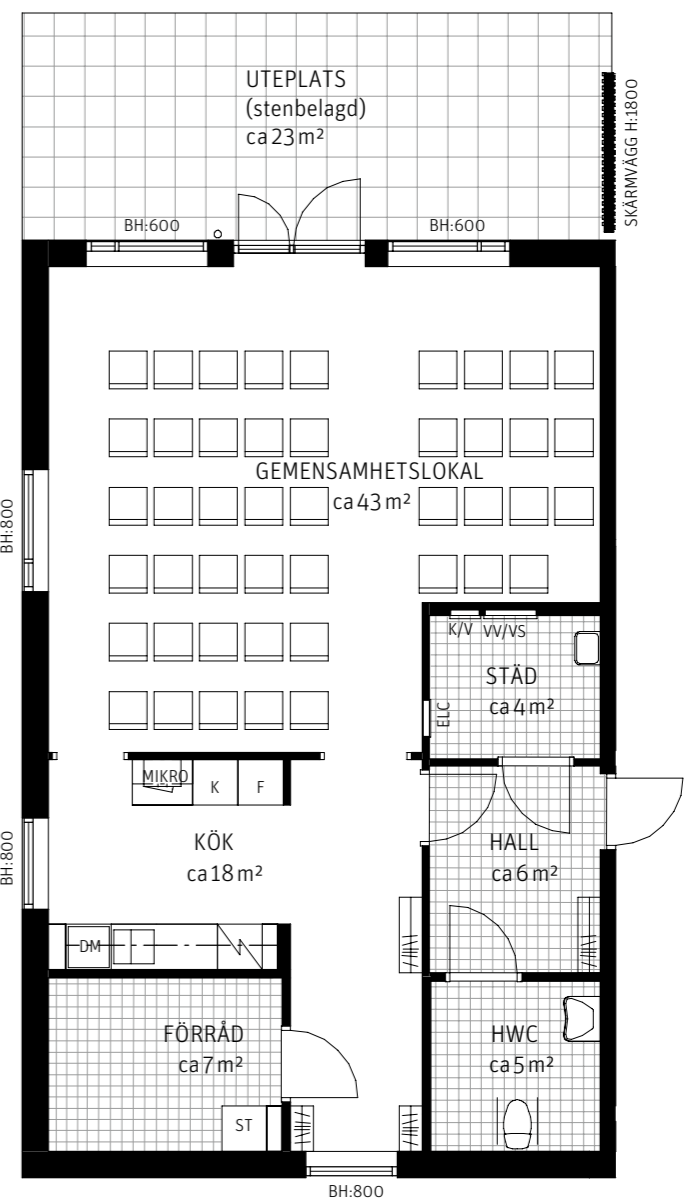 UTEPLATS
(stenbelagd)
ca 23 m²
SKÄRMVÄGG H:1800
BH:600
BH:600
GEMENSAMHETSLOKAL
ca 43 m²
BH:800
K/V VV/VS
STÄD
ca 4 m²
ELC
MIKRO K F
KÖK
ca 18 m²
HALL
ca 6 m²
BH:800
DM
FÖRRÅD
ca 7 m²
HWC
ca 5 m²
ST
BH:800